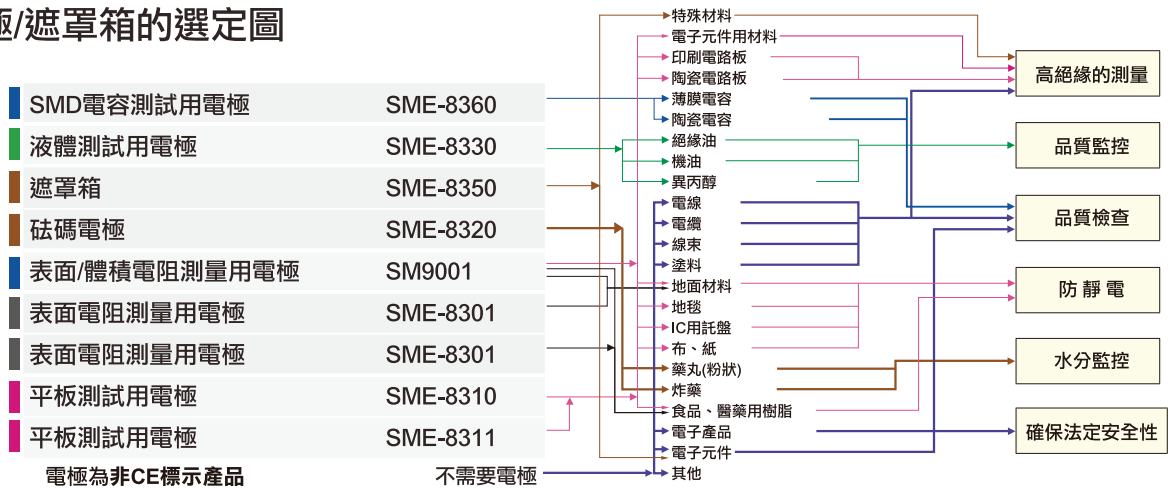 /遮罩箱的選定圖
SMD電容測試用電極 SME-8360
液體測試用電極 SME-8330
遮罩箱 SME-8350
砝碼電極 SME-8320
表面/體積電阻測量用電極 SM9001
表面電阻測量用電極 SME-8301
表面電阻測量用電極 SME-8301
平板測試用電極 SME-8310
平板測試用電極 SME-8311
電極為非CE標示產品 不需要電極
特殊材料
電子元件用材料
印刷電路板
陶瓷電路板
薄膜電容
陶瓷電容
絕緣油
機油
異丙醇
電線
電纜
線束
塗料
地面材料
地毯
IC用託盤
布、紙
藥丸(粉狀)
炸藥
食品、醫藥用樹脂
電子產品
電子元件
其他
高絕緣的測量
品質監控
品質檢查
防 靜 電
水分監控
確保法定安全性